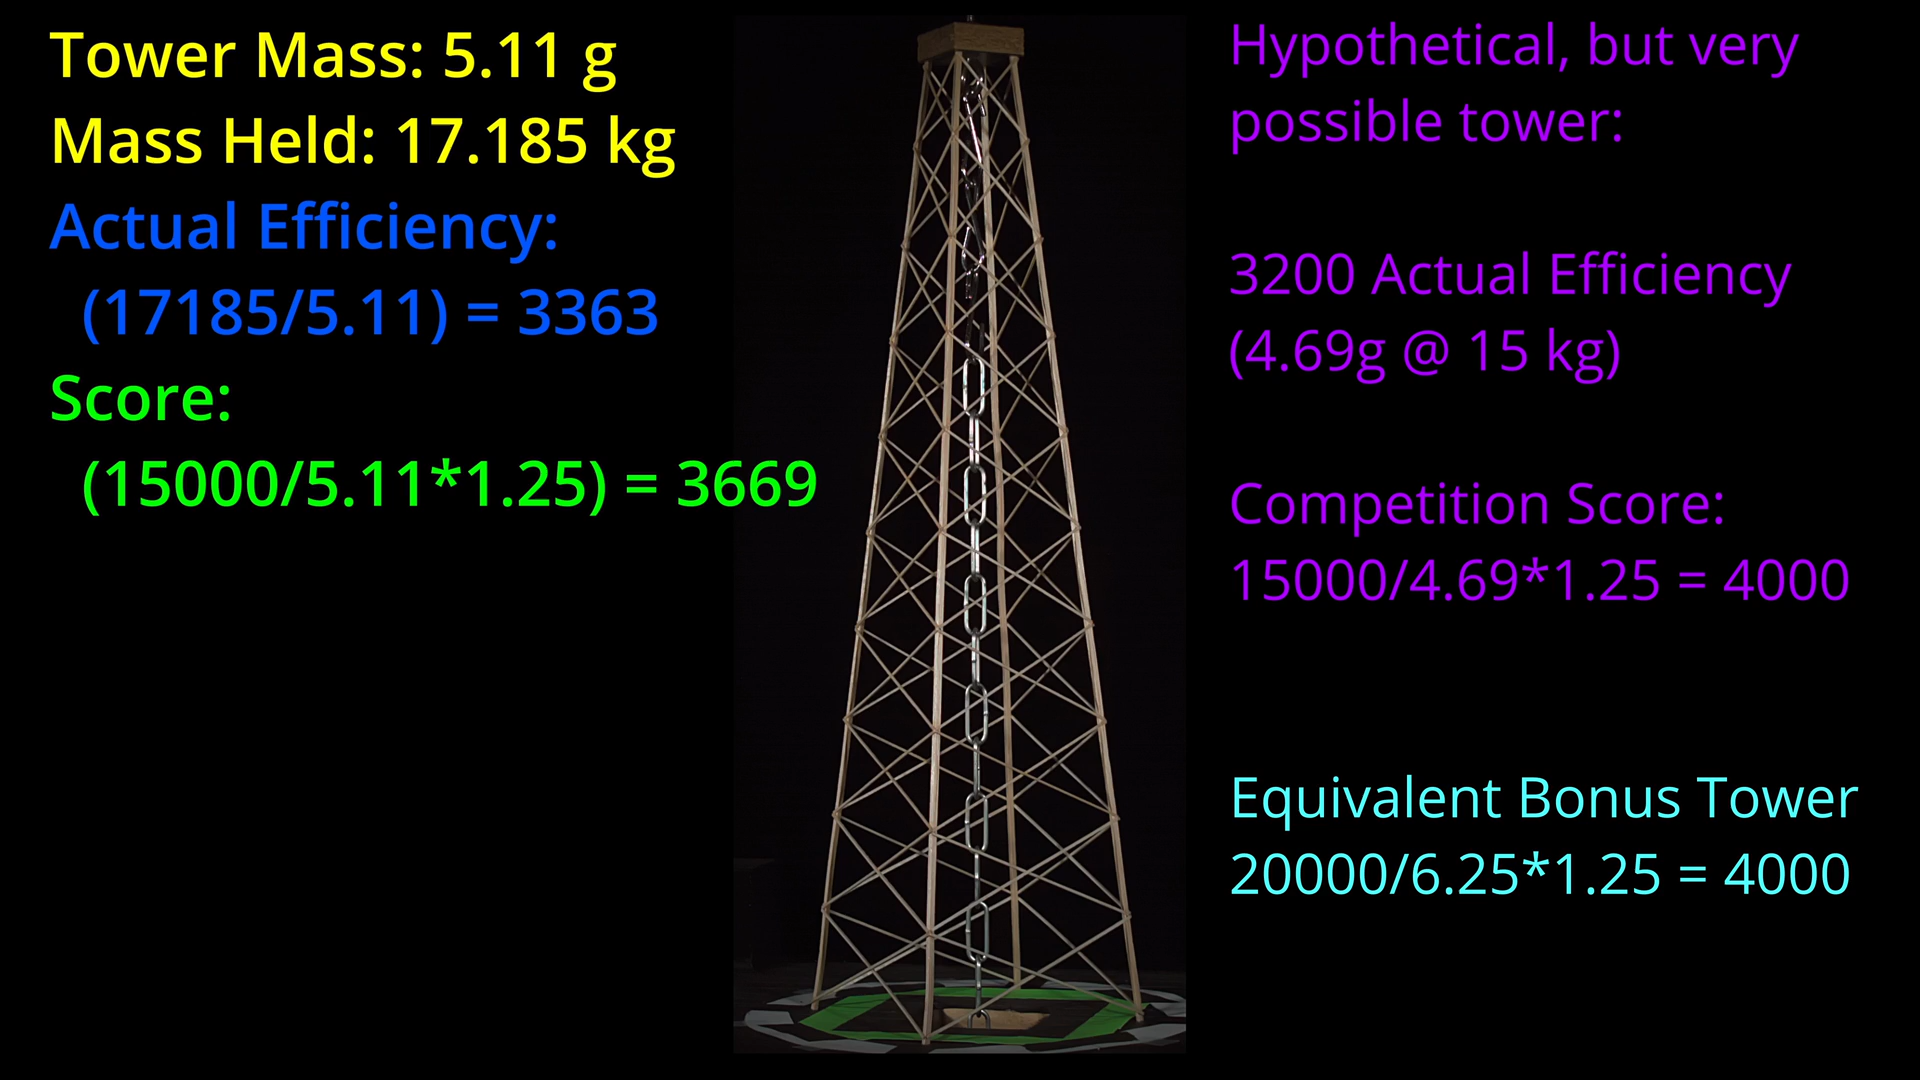 Tower Mass: 5.11 g
Mass Held: 17.185 kg
Actual Efficiency:
(17185/5.11) = 3363
Score:
(15000/5.11*1.25) = 3669
Hypothetical, but very
possible tower:
3200 Actual Efficiency
(4.69g @ 15 kg)
Competition Score:
15000/4.69*1.25 = 4000
Equivalent Bonus Tower
20000/6.25*1.25 = 4000